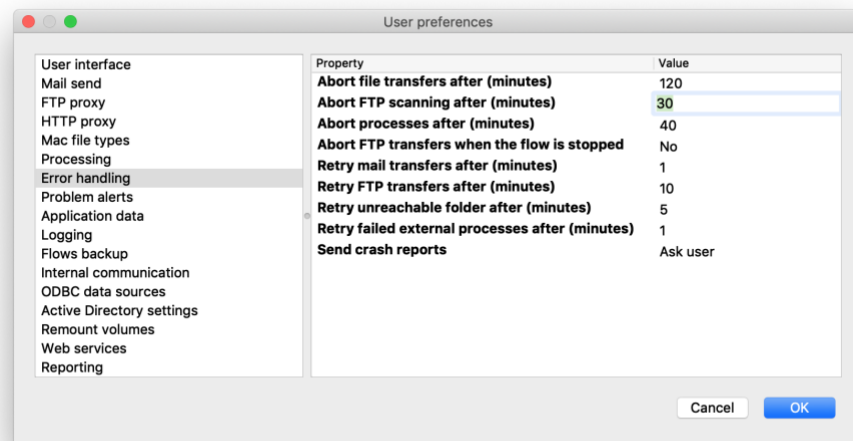 User preferences
User interface
Mail send
FTP proxy
HTTP proxy
Mac file types
Processing
Error handling
Problem alerts
Application data
Logging
Flows backup
Internal communication
ODBC data sources
Active Directory settings
Remount volumes
Web services
Reporting
Property Value
Abort file transfers after (minutes) 120
Abort FTP scanning after (minutes) 30
Abort processes after (minutes) 40
Abort FTP transfers when the flow is stopped No
Retry mail transfers after (minutes) 1
Retry FTP transfers after (minutes) 10
Retry unreachable folder after (minutes) 5
Retry failed external processes after (minutes) 1
Send crash reports Ask user
Cancel OK